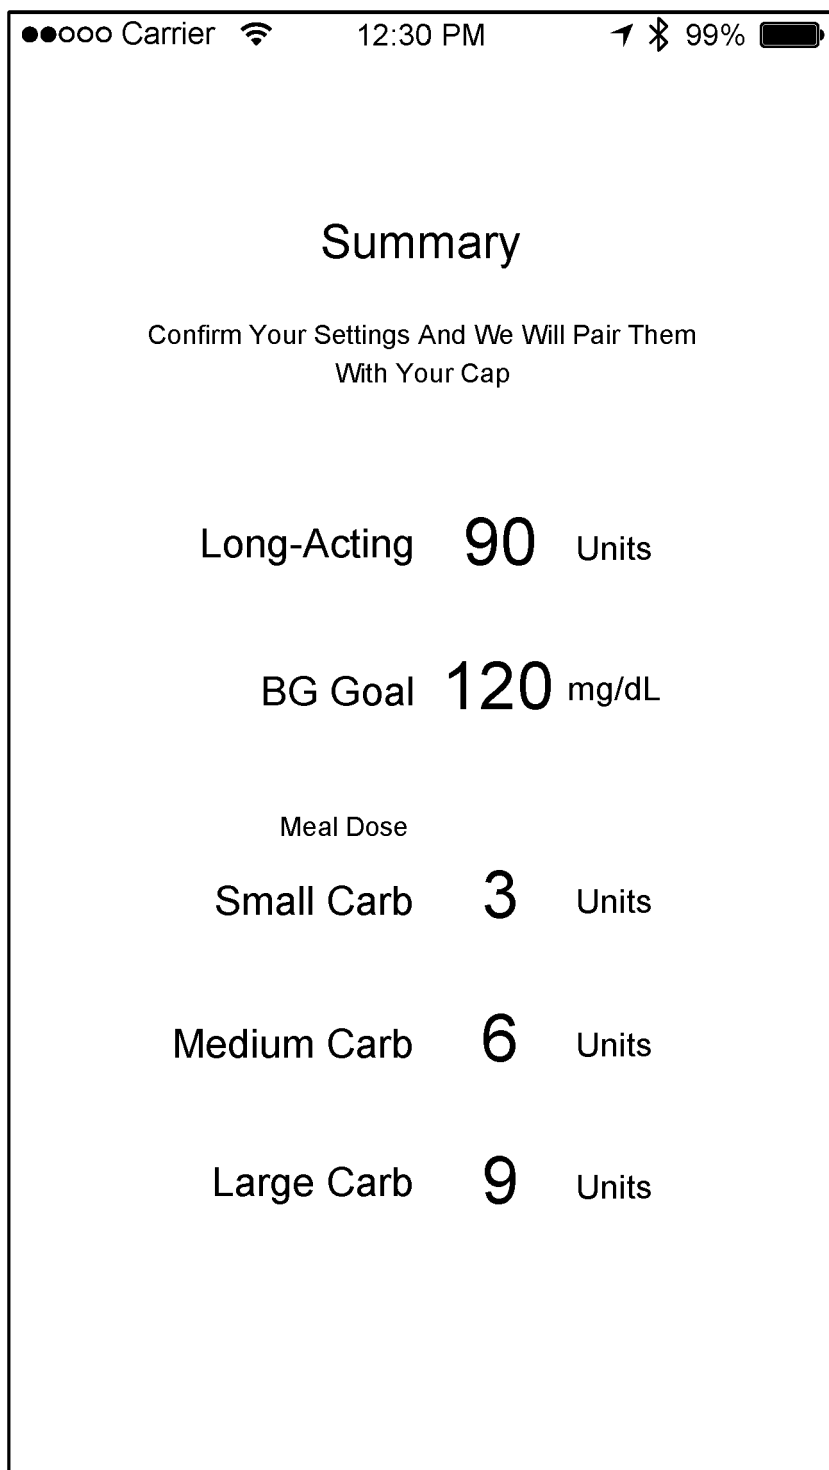 Carrier 12:30 PM 99%
Summary
Confirm Your Settings And We Will Pair Them
With Your Cap
Long-Acting 90 Units
BG Goal 120 mg/dL
Meal Dose
Small Carb 3 Units
Medium Carb 6 Units
Large Carb 9 Units